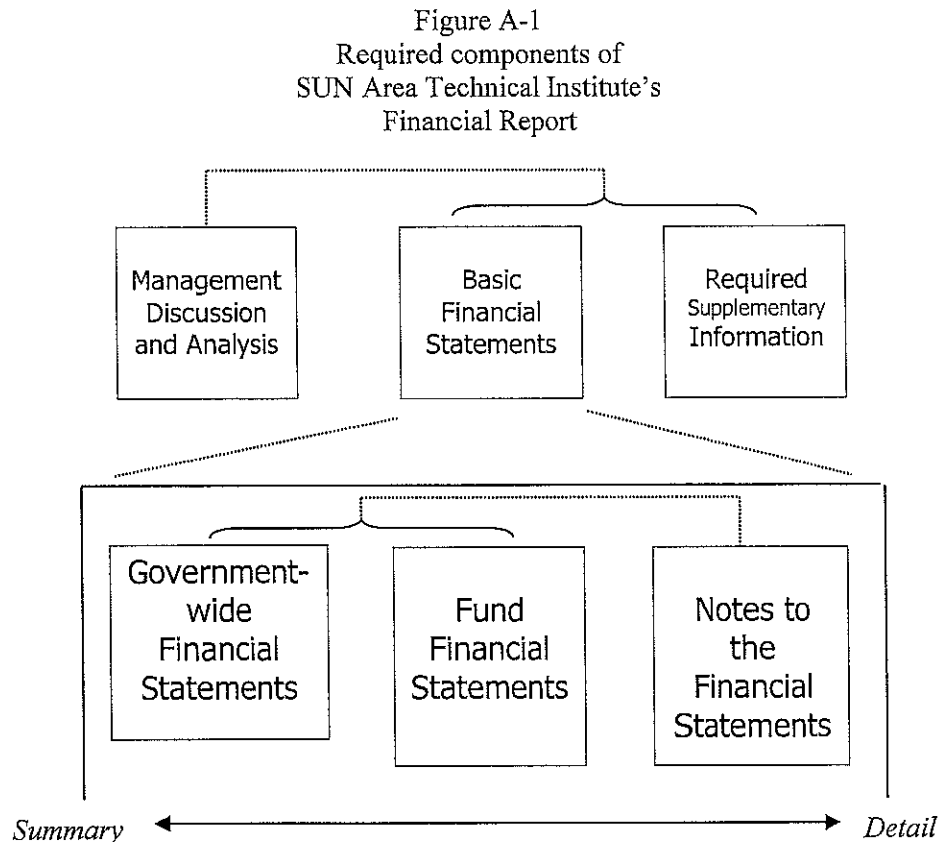 Figure A-1
Required components of
SUN Area Technical Institute's
Financial Report
Management
Discussion
and Analysis
Basic
Financial
Statements
Required
Supplementary
Information
Government-
wide
Financial
Statements
Fund
Financial
Statements
Notes to
the
Financial
Statements
Summary
Detail